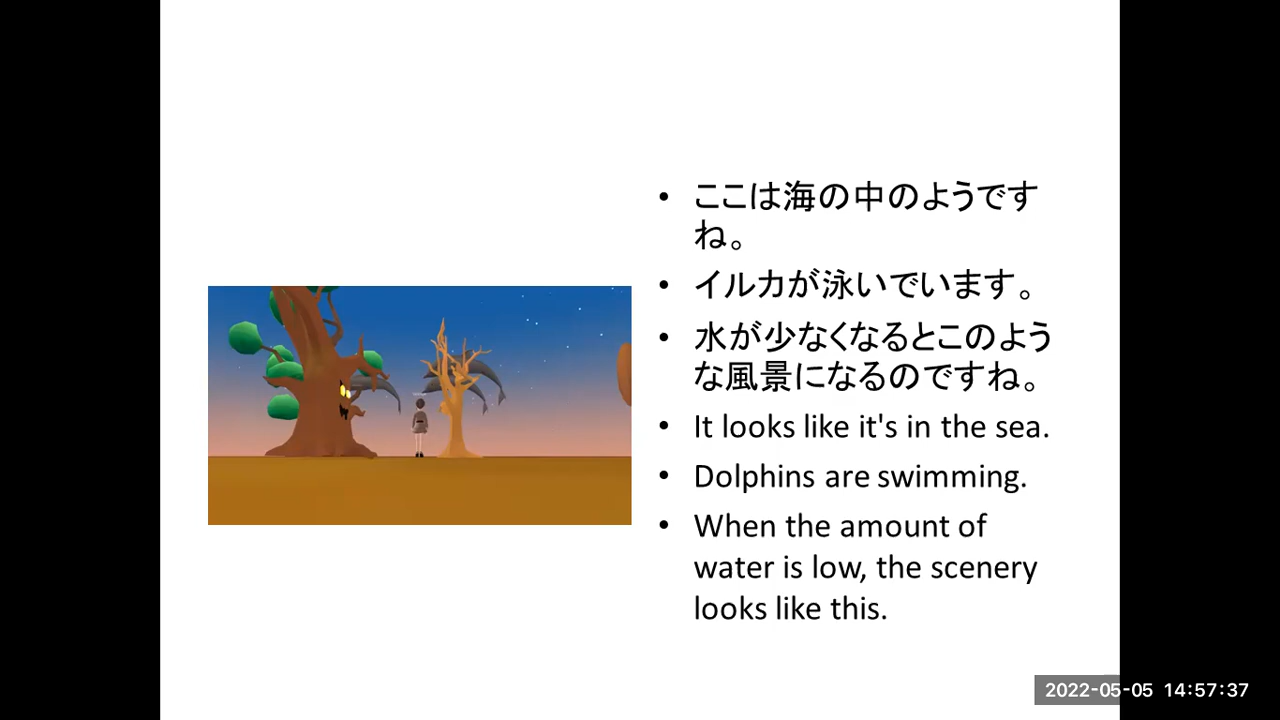 • ここは海の中のようです
ね。
• イルカが泳いでいます。
• 水が少なくなるとこのよう
な風景になるのですね。
• It looks like it's in the sea.
• Dolphins are swimming.
• When the amount of
water is low, the scenery
looks like this.
2022-05-05 14:57:37